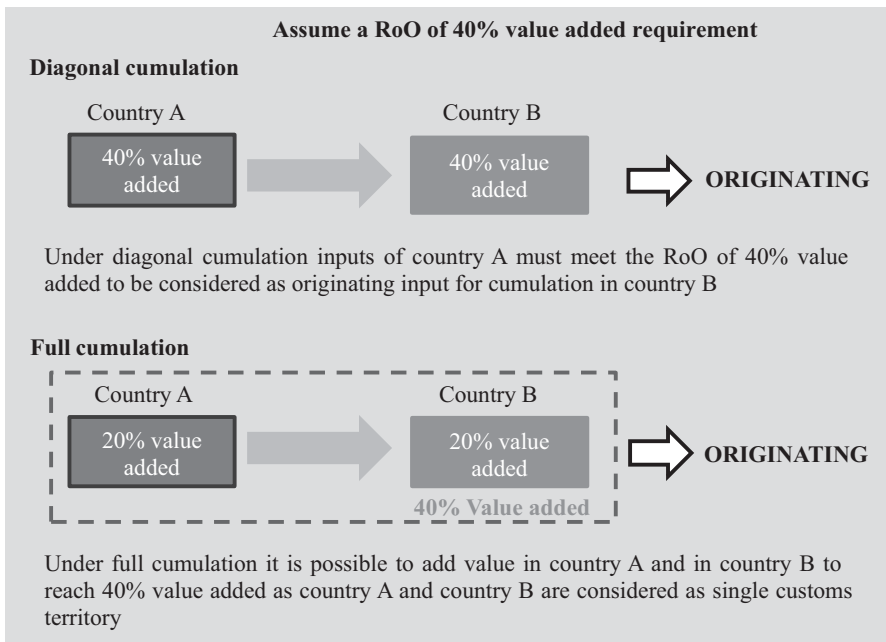 Assume a RoO of 40% value added requirement
Diagonal cumulation
Country A
Country B
40% value
added
40% value
added
ORIGINATING
Under diagonal cumulation inputs of country A must meet the RoO of 40% value
added to be considered as originating input for cumulation in country B
Full cumulation
Country A
Country B
20% value
added
20% value
added
ORIGINATING
40% Value added
Under full cumulation it is possible to add value in country A and in country B to
reach 40% value added as country A and country B are considered as single customs
territory